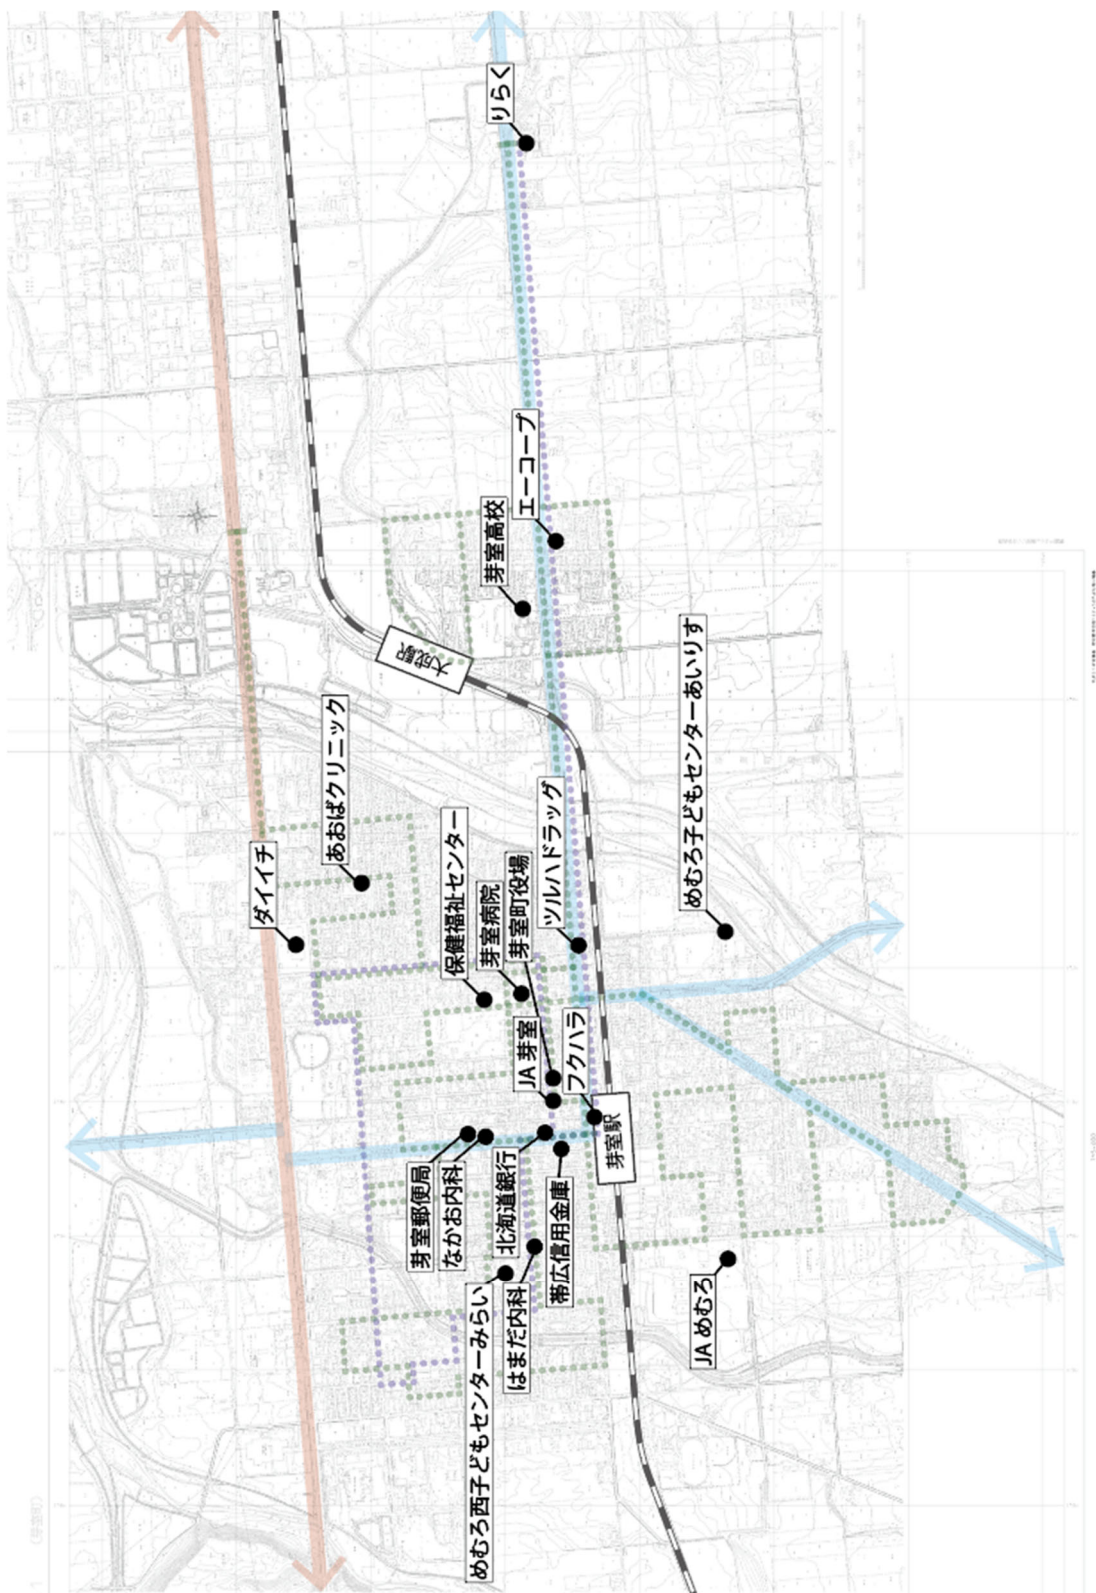 りらく
エーコープ
芽室高校
大成駅
めむろ子どもセンターあいりす
あおばクリニック
ダイイチ
ツルハドラッグ
保健福祉センター
芽室病院
芽室町役場
JA 芽室
フクハラ
芽室駅
芽室郵便局
なかお内科
北海道銀行
帯広信用金庫
めむろ西子どもセンターみらい
はまだ内科
JA めむろ